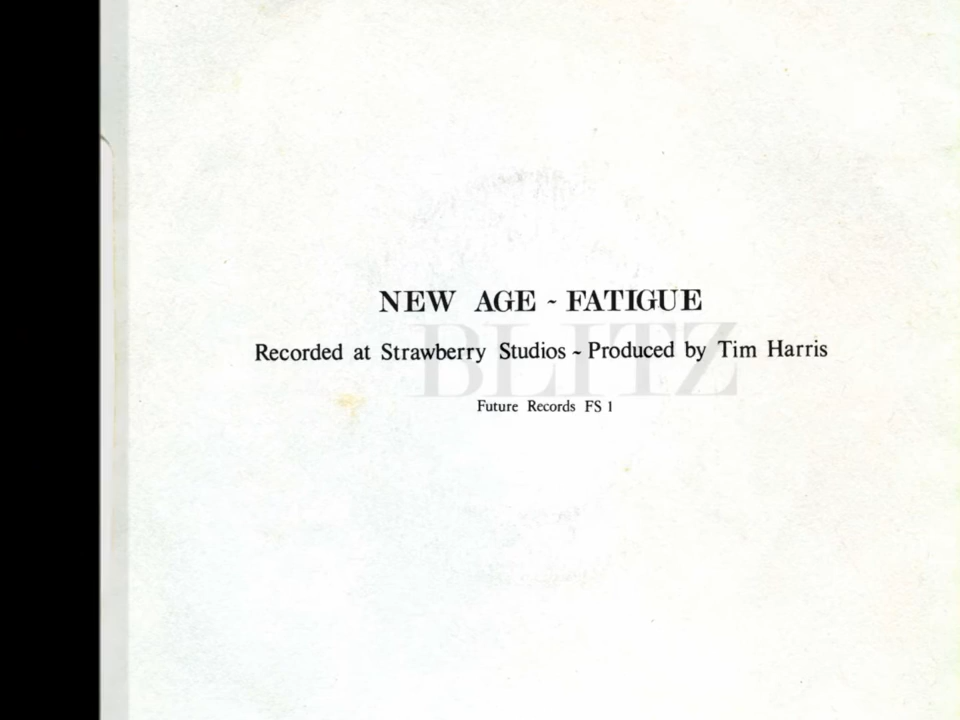 NEW AGE ~ FATIGUE
BLITZ
Recorded at Strawberry Studios ~ Produced by Tim Harris
Future Records FS 1